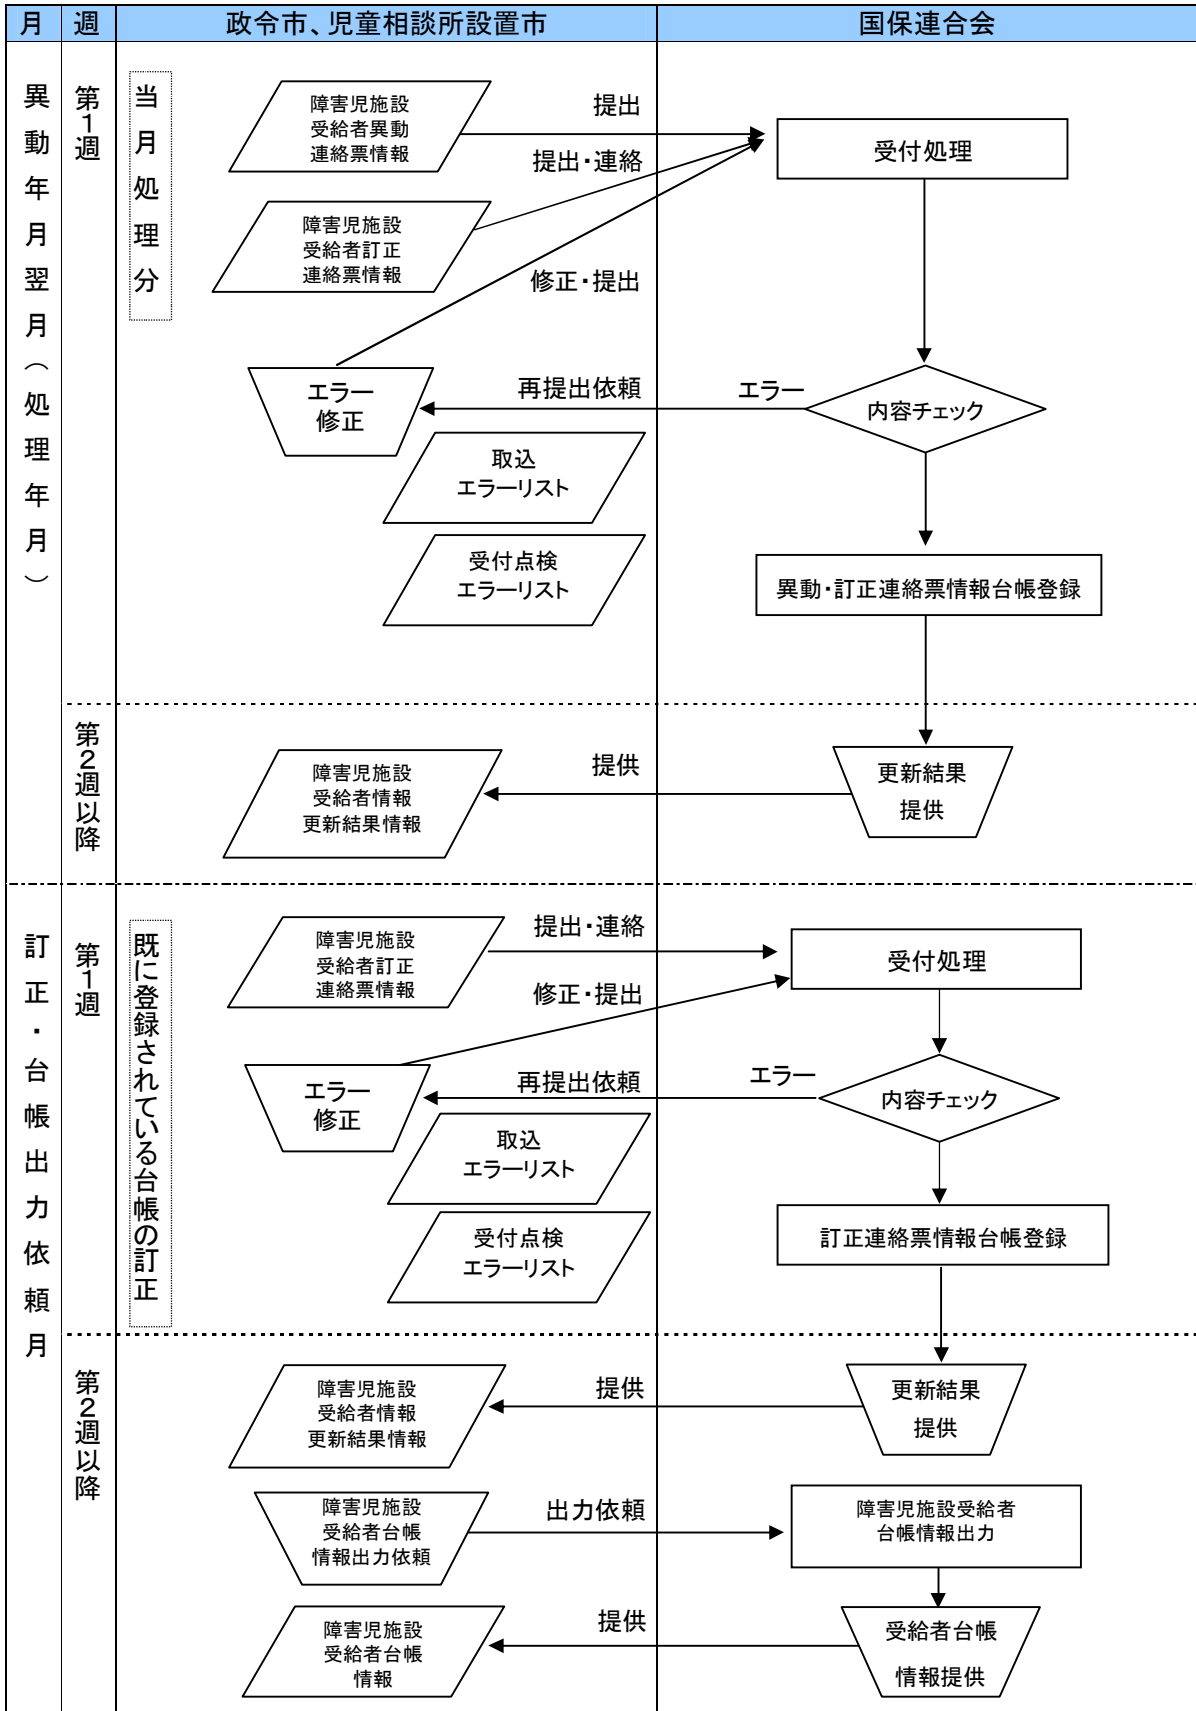 月
週
政令市、児童相談所設置市
国保連合会
異動年月翌月（処理年月）
第1週
当月処理分
障害児施設
受給者異動
連絡票情報
提出
受付処理
提出・連絡
障害児施設
受給者訂正
連絡票情報
修正・提出
エラー
修正
再提出依頼
エラー
内容チェック
取込
エラーリスト
受付点検
エラーリスト
異動・訂正連絡票情報台帳登録
第2週以降
障害児施設
受給者情報
更新結果情報
提供
更新結果
提供
訂正・台帳出力依頼月
第1週
既に登録されている台帳の訂正
障害児施設
受給者訂正
連絡票情報
提出・連絡
受付処理
修正・提出
エラー
修正
再提出依頼
エラー
内容チェック
取込
エラーリスト
受付点検
エラーリスト
訂正連絡票情報台帳登録
第2週以降
障害児施設
受給者情報
更新結果情報
提供
更新結果
提供
障害児施設
受給者台帳
情報出力依頼
出力依頼
障害児施設受給者
台帳情報出力
障害児施設
受給者台帳
情報
提供
受給者台帳
情報提供